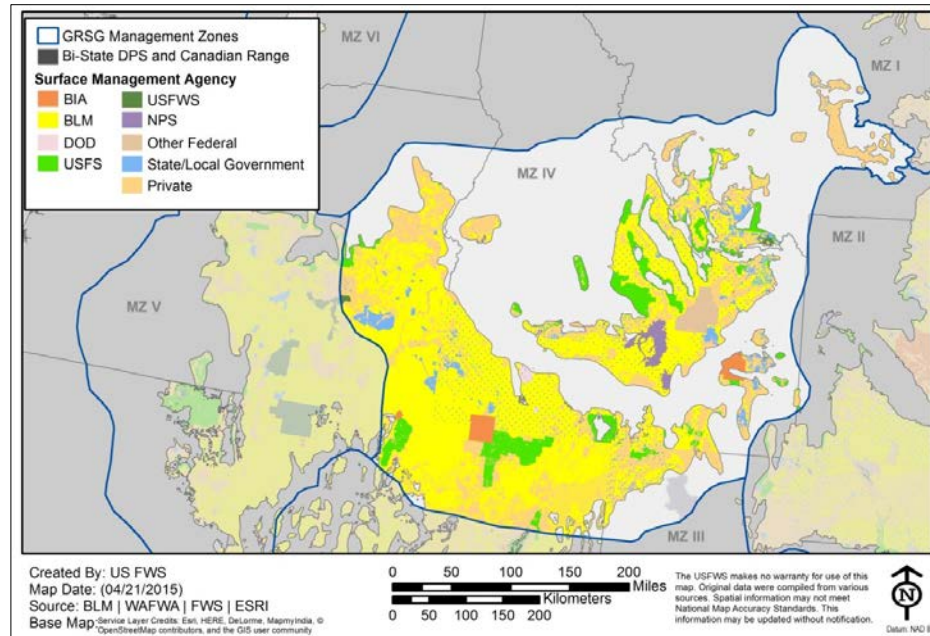 GRSG Management Zones
Bi-State DPS and Canadian Range
Surface Management Agency
BIA
BLM
DOD
USFS
USFWS
NPS
Other Federal
State/Local Government
Private
MZ VI
MZ I
MZ IV
MZ II
MZ V
MZ III
Created By: US FWS
Map Date: (04/21/2015)
Source: BLM | WAFWA | FWS | ESRI
Base Map: Service Layer Credits: Esri, HERE, DeLorme, MapmyIndia, ©
OpenStreetMap contributors, and the GIS user community
0 50 100 150 200
Miles
Kilometers
0 50 100 150 200
The USFWS makes no warranty for use of this
map. Original data were compiled from various
sources. Spatial information may not meet
National Map Accuracy Standards. This
information may be updated without notification.
N
Datum: NAD